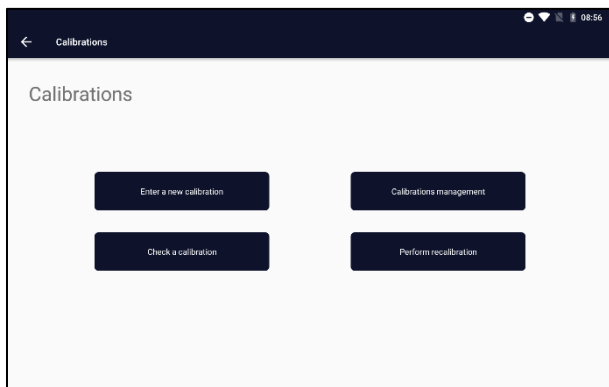 08:56
Calibrations
Calibrations
Enter a new calibration
Calibrations management
Check a calibration
Perform recalibration